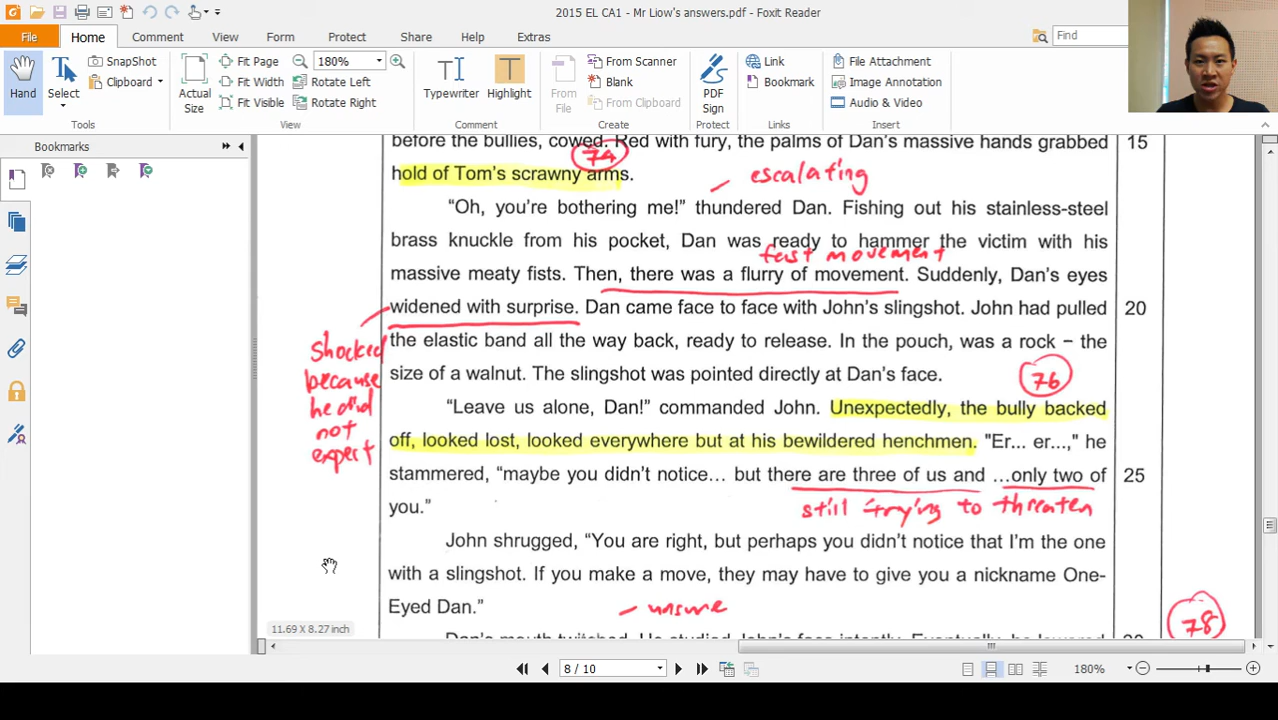 2015 EL CA1 - Mr Liow's answers.pdf - Foxit Reader
File Home Comment View Form Protect Share Help Extras
Find
Hand
Select
SnapShot
Clipboard
Actual Size
Fit Page
Fit Width
Fit Visible
180%
Rotate Left
Rotate Right
Typewriter
Highlight
From File
From Scanner
Blank
From Clipboard
PDF Sign
Link
Bookmark
File Attachment
Image Annotation
Audio & Video
Tools View Comment Create Protect Links Insert
Bookmarks
before the bullies, cowed. Red with fury, the palms of Dan's massive hands grabbed 15
74
hold of Tom's scrawny arms.
escalating
"Oh, you're bothering me!" thundered Dan. Fishing out his stainless-steel
brass knuckle from his pocket, Dan was ready to hammer the victim with his
fast movement
massive meaty fists. Then, there was a flurry of movement. Suddenly, Dan's eyes
widened with surprise. Dan came face to face with John's slingshot. John had pulled 20
the elastic band all the way back, ready to release. In the pouch, was a rock – the
size of a walnut. The slingshot was pointed directly at Dan's face.
Shocked
because
he did
not
expert
76
"Leave us alone, Dan!" commanded John. Unexpectedly, the bully backed
off, looked lost, looked everywhere but at his bewildered henchmen. "Er... er...," he
stammered, "maybe you didn't notice... but there are three of us and ...only two of 25
you."
still trying to threaten
John shrugged, "You are right, but perhaps you didn't notice that I'm the one
with a slingshot. If you make a move, they may have to give you a nickname One-
Eyed Dan."
unsure
78
Dan's mouth twitched. He studied John's face intently. Eventually, he lowered 30
11.69 X 8.27 inch
8 / 10
180%